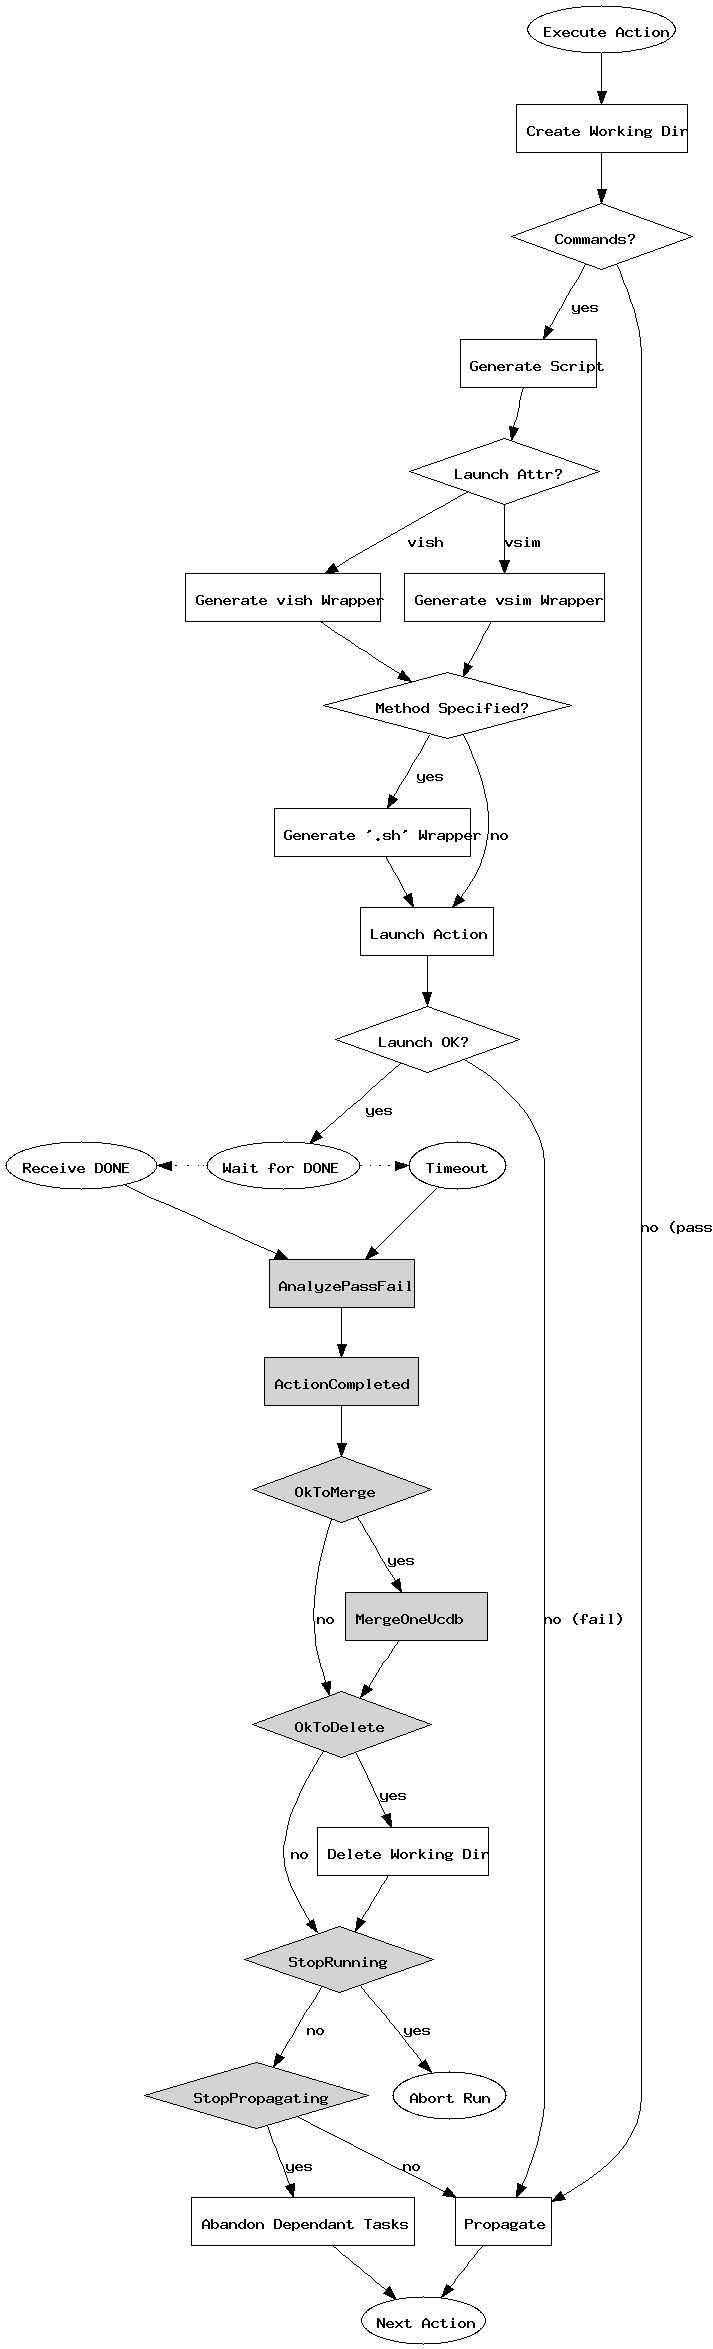 Execute Action
Create Working Dir
Commands?
yes
Generate Script
Launch Attr?
vish
vsim
Generate vish Wrapper
Generate vsim Wrapper
Method Specified?
yes
Generate '.sh' Wrapper
no
Launch Action
Launch OK?
yes
Receive DONE
Wait for DONE
Timeout
no (pass
AnalyzePassFail
ActionCompleted
OkToMerge
yes
no
MergeOneUcdb
no (fail)
OkToDelete
yes
no
Delete Working Dir
StopRunning
no
yes
StopPropagating
Abort Run
yes
no
Abandon Dependant Tasks
Propagate
Next Action